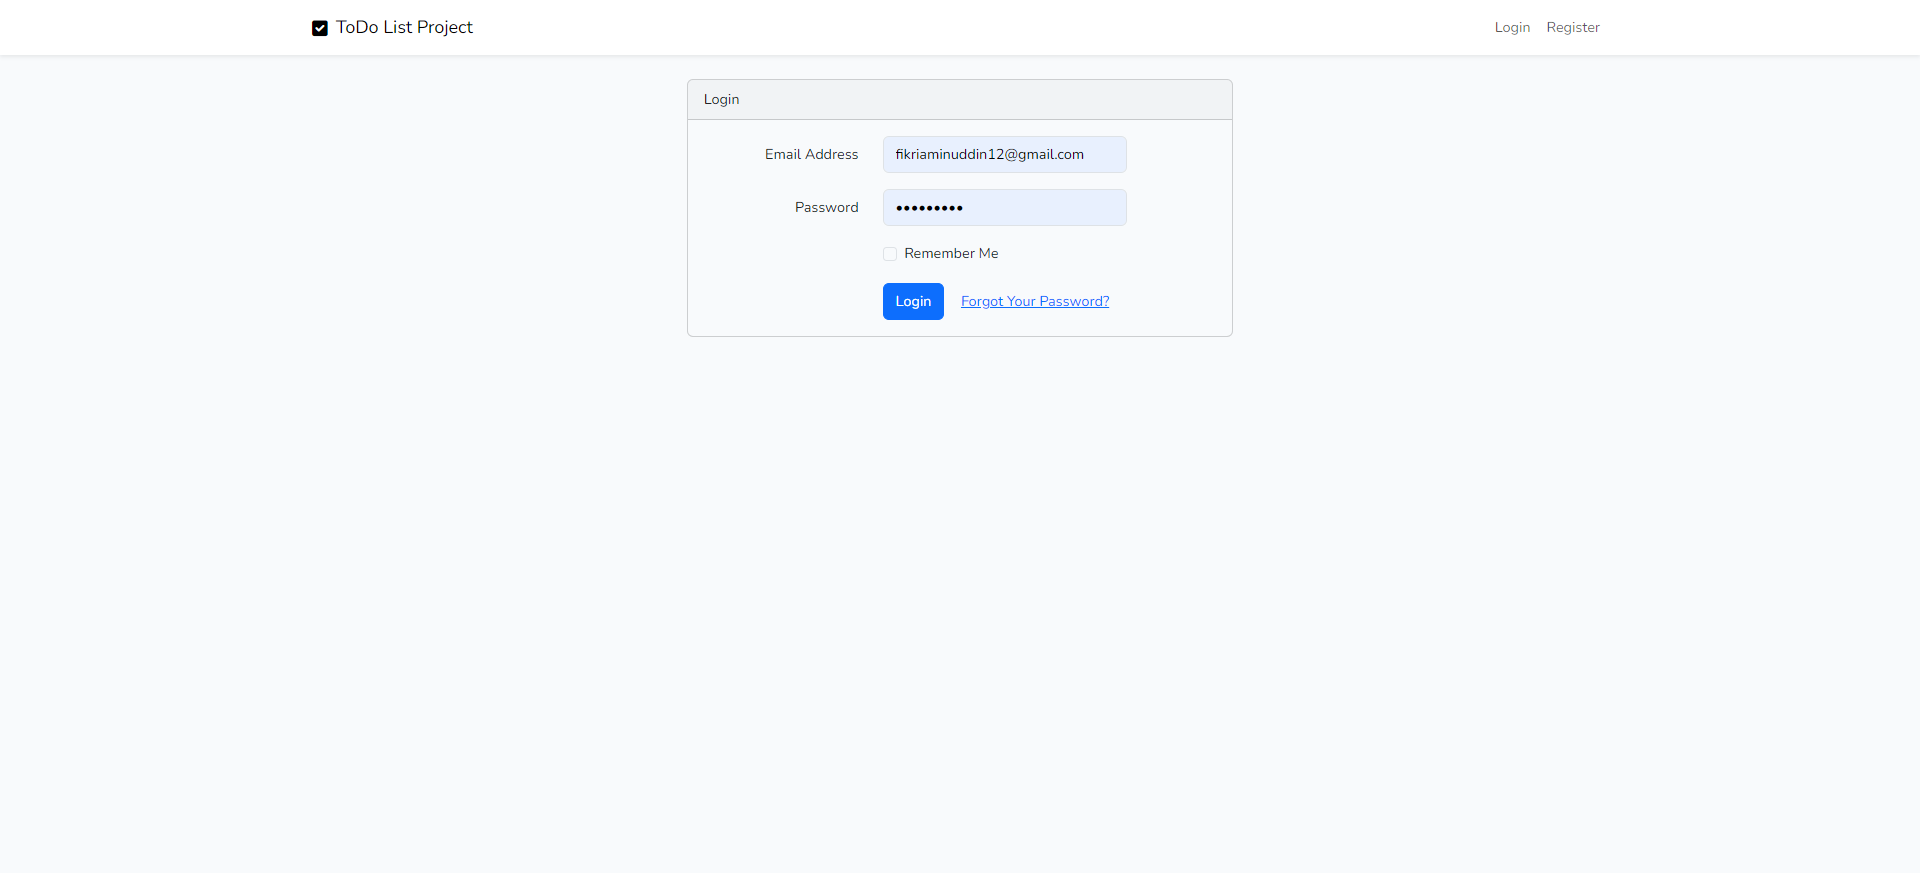 ToDo List Project
Login Register
Login
Email Address fikriaminuddin12@gmail.com
Password •••••••••
Remember Me
Login Forgot Your Password?